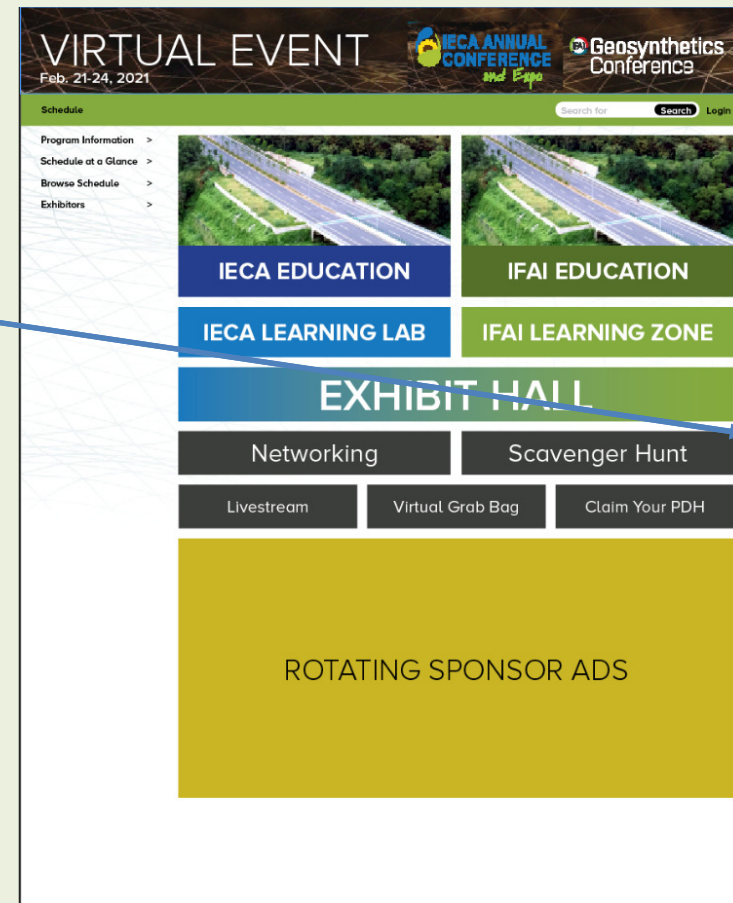 VIRTUAL EVENT
Feb. 21-24, 2021
IECA ANNUAL
CONFERENCE
and Expo
IFAI Geosynthetics
Conference
Schedule
Search for
Search
Login
Program Information >
Schedule at a Glance >
Browse Schedule >
Exhibitors >
IECA EDUCATION
IFAI EDUCATION
IECA LEARNING LAB
IFAI LEARNING ZONE
EXHIBIT HALL
Networking
Scavenger Hunt
Livestream
Virtual Grab Bag
Claim Your PDH
ROTATING SPONSOR ADS